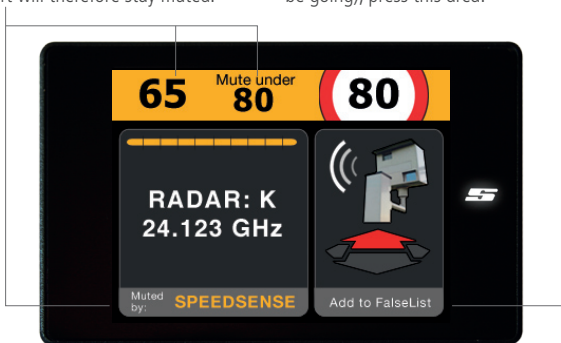 rt will therefore stay muted.
be going), press this area.
65
Mute under
80
80
RADAR: K
24.123 GHz
Muted
by:
SPEEDSENSE
Add to FalseList
S